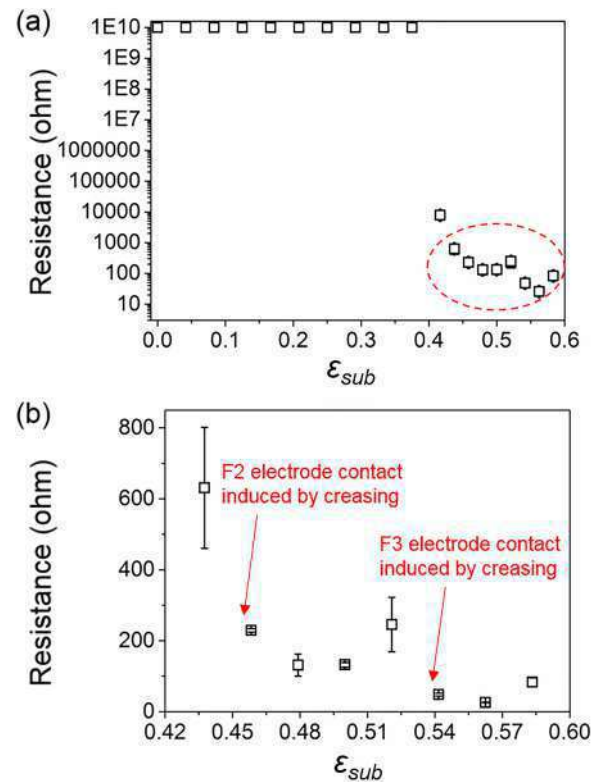 (a)
1E10
1E9
1E8
1E7
1000000
100000
10000
1000
100
10
Resistance (ohm)
0.0 0.1 0.2 0.3 0.4 0.5 0.6
ε_sub
(b)
800
600
400
200
0
Resistance (ohm)
F2 electrode contact
induced by creasing
F3 electrode contact
induced by creasing
0.42 0.45 0.48 0.51 0.54 0.57 0.60
ε_sub